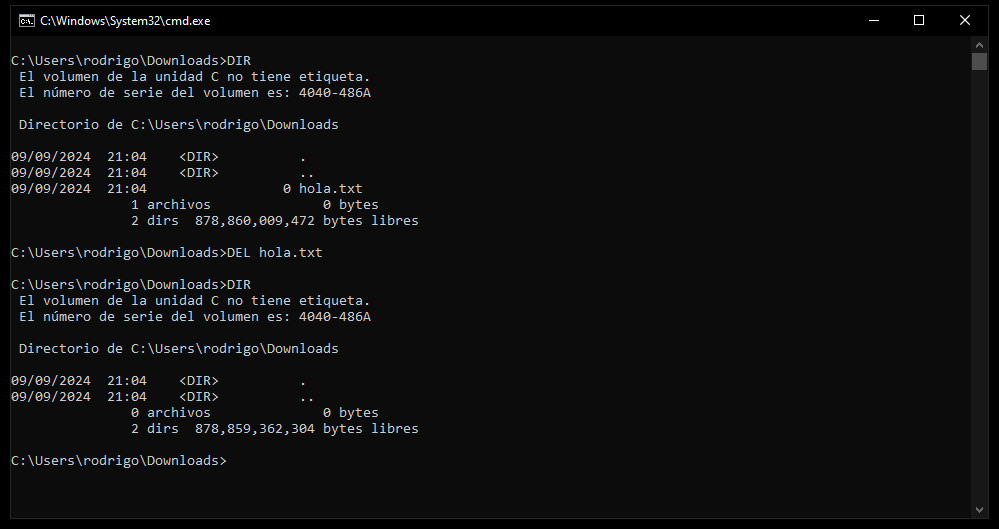 C:\Windows\System32\cmd.exe
C:\Users\rodrigo\Downloads>DIR
 El volumen de la unidad C no tiene etiqueta.
 El número de serie del volumen es: 4040-486A
 Directorio de C:\Users\rodrigo\Downloads
09/09/2024  21:04    <DIR>          .
09/09/2024  21:04    <DIR>          ..
09/09/2024  21:04                 0 hola.txt
               1 archivos              0 bytes
               2 dirs  878,860,009,472 bytes libres
C:\Users\rodrigo\Downloads>DEL hola.txt
C:\Users\rodrigo\Downloads>DIR
 El volumen de la unidad C no tiene etiqueta.
 El número de serie del volumen es: 4040-486A
 Directorio de C:\Users\rodrigo\Downloads
09/09/2024  21:04    <DIR>          .
09/09/2024  21:04    <DIR>          ..
               0 archivos              0 bytes
               2 dirs  878,859,362,304 bytes libres
C:\Users\rodrigo\Downloads>